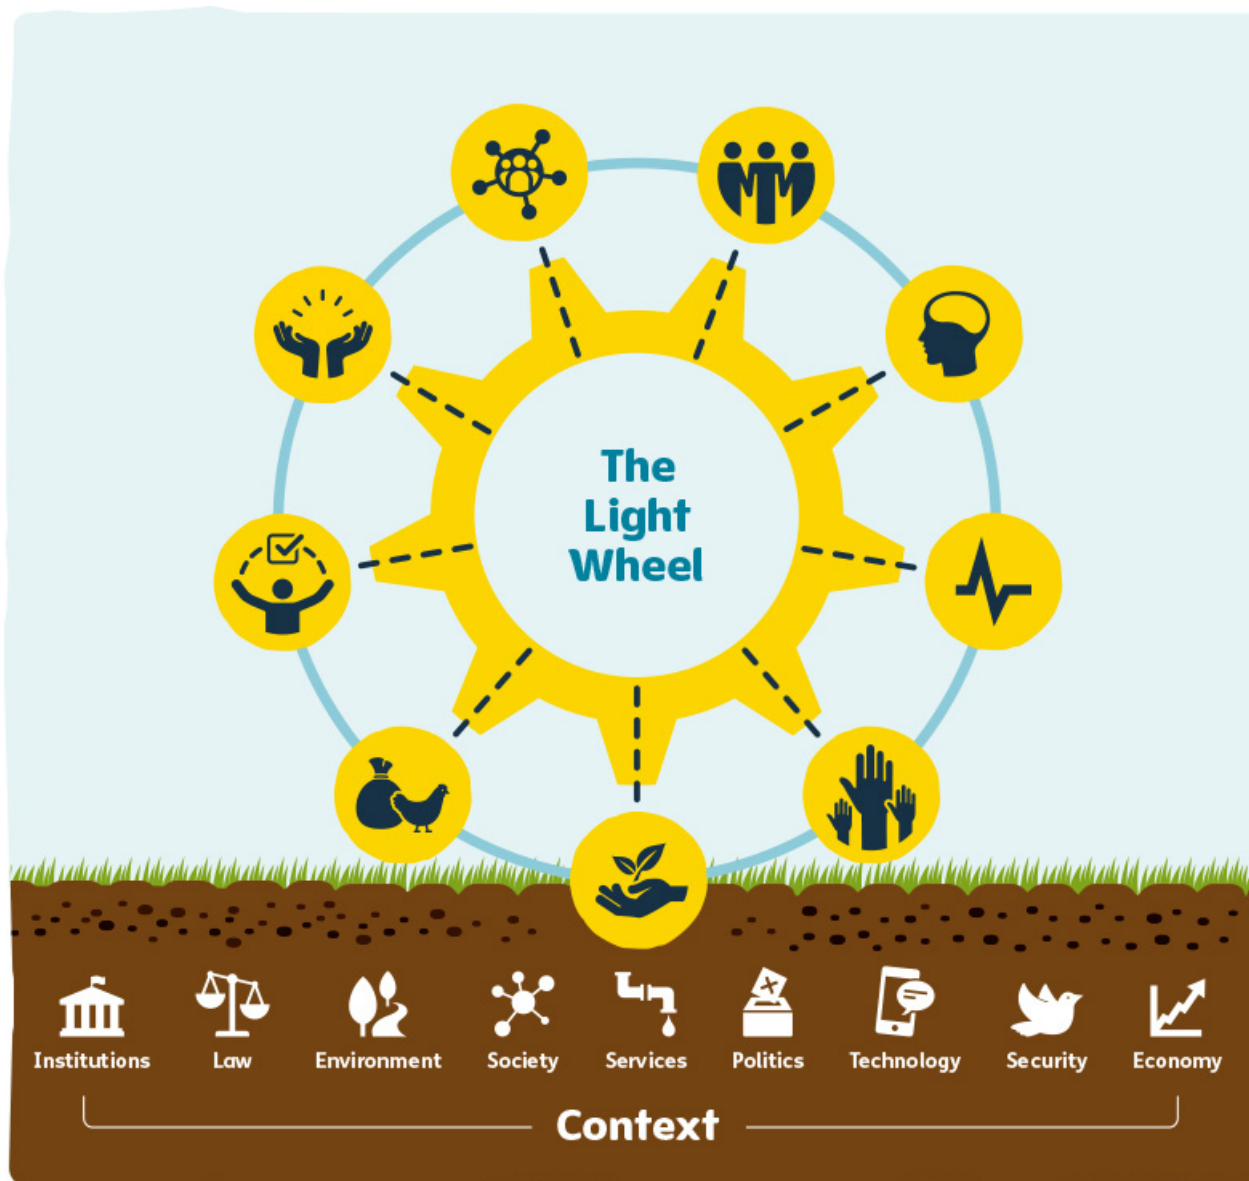 The
Light
Wheel
Institutions
Law
Environment
Society
Services
Politics
Technology
Security
Economy
Context